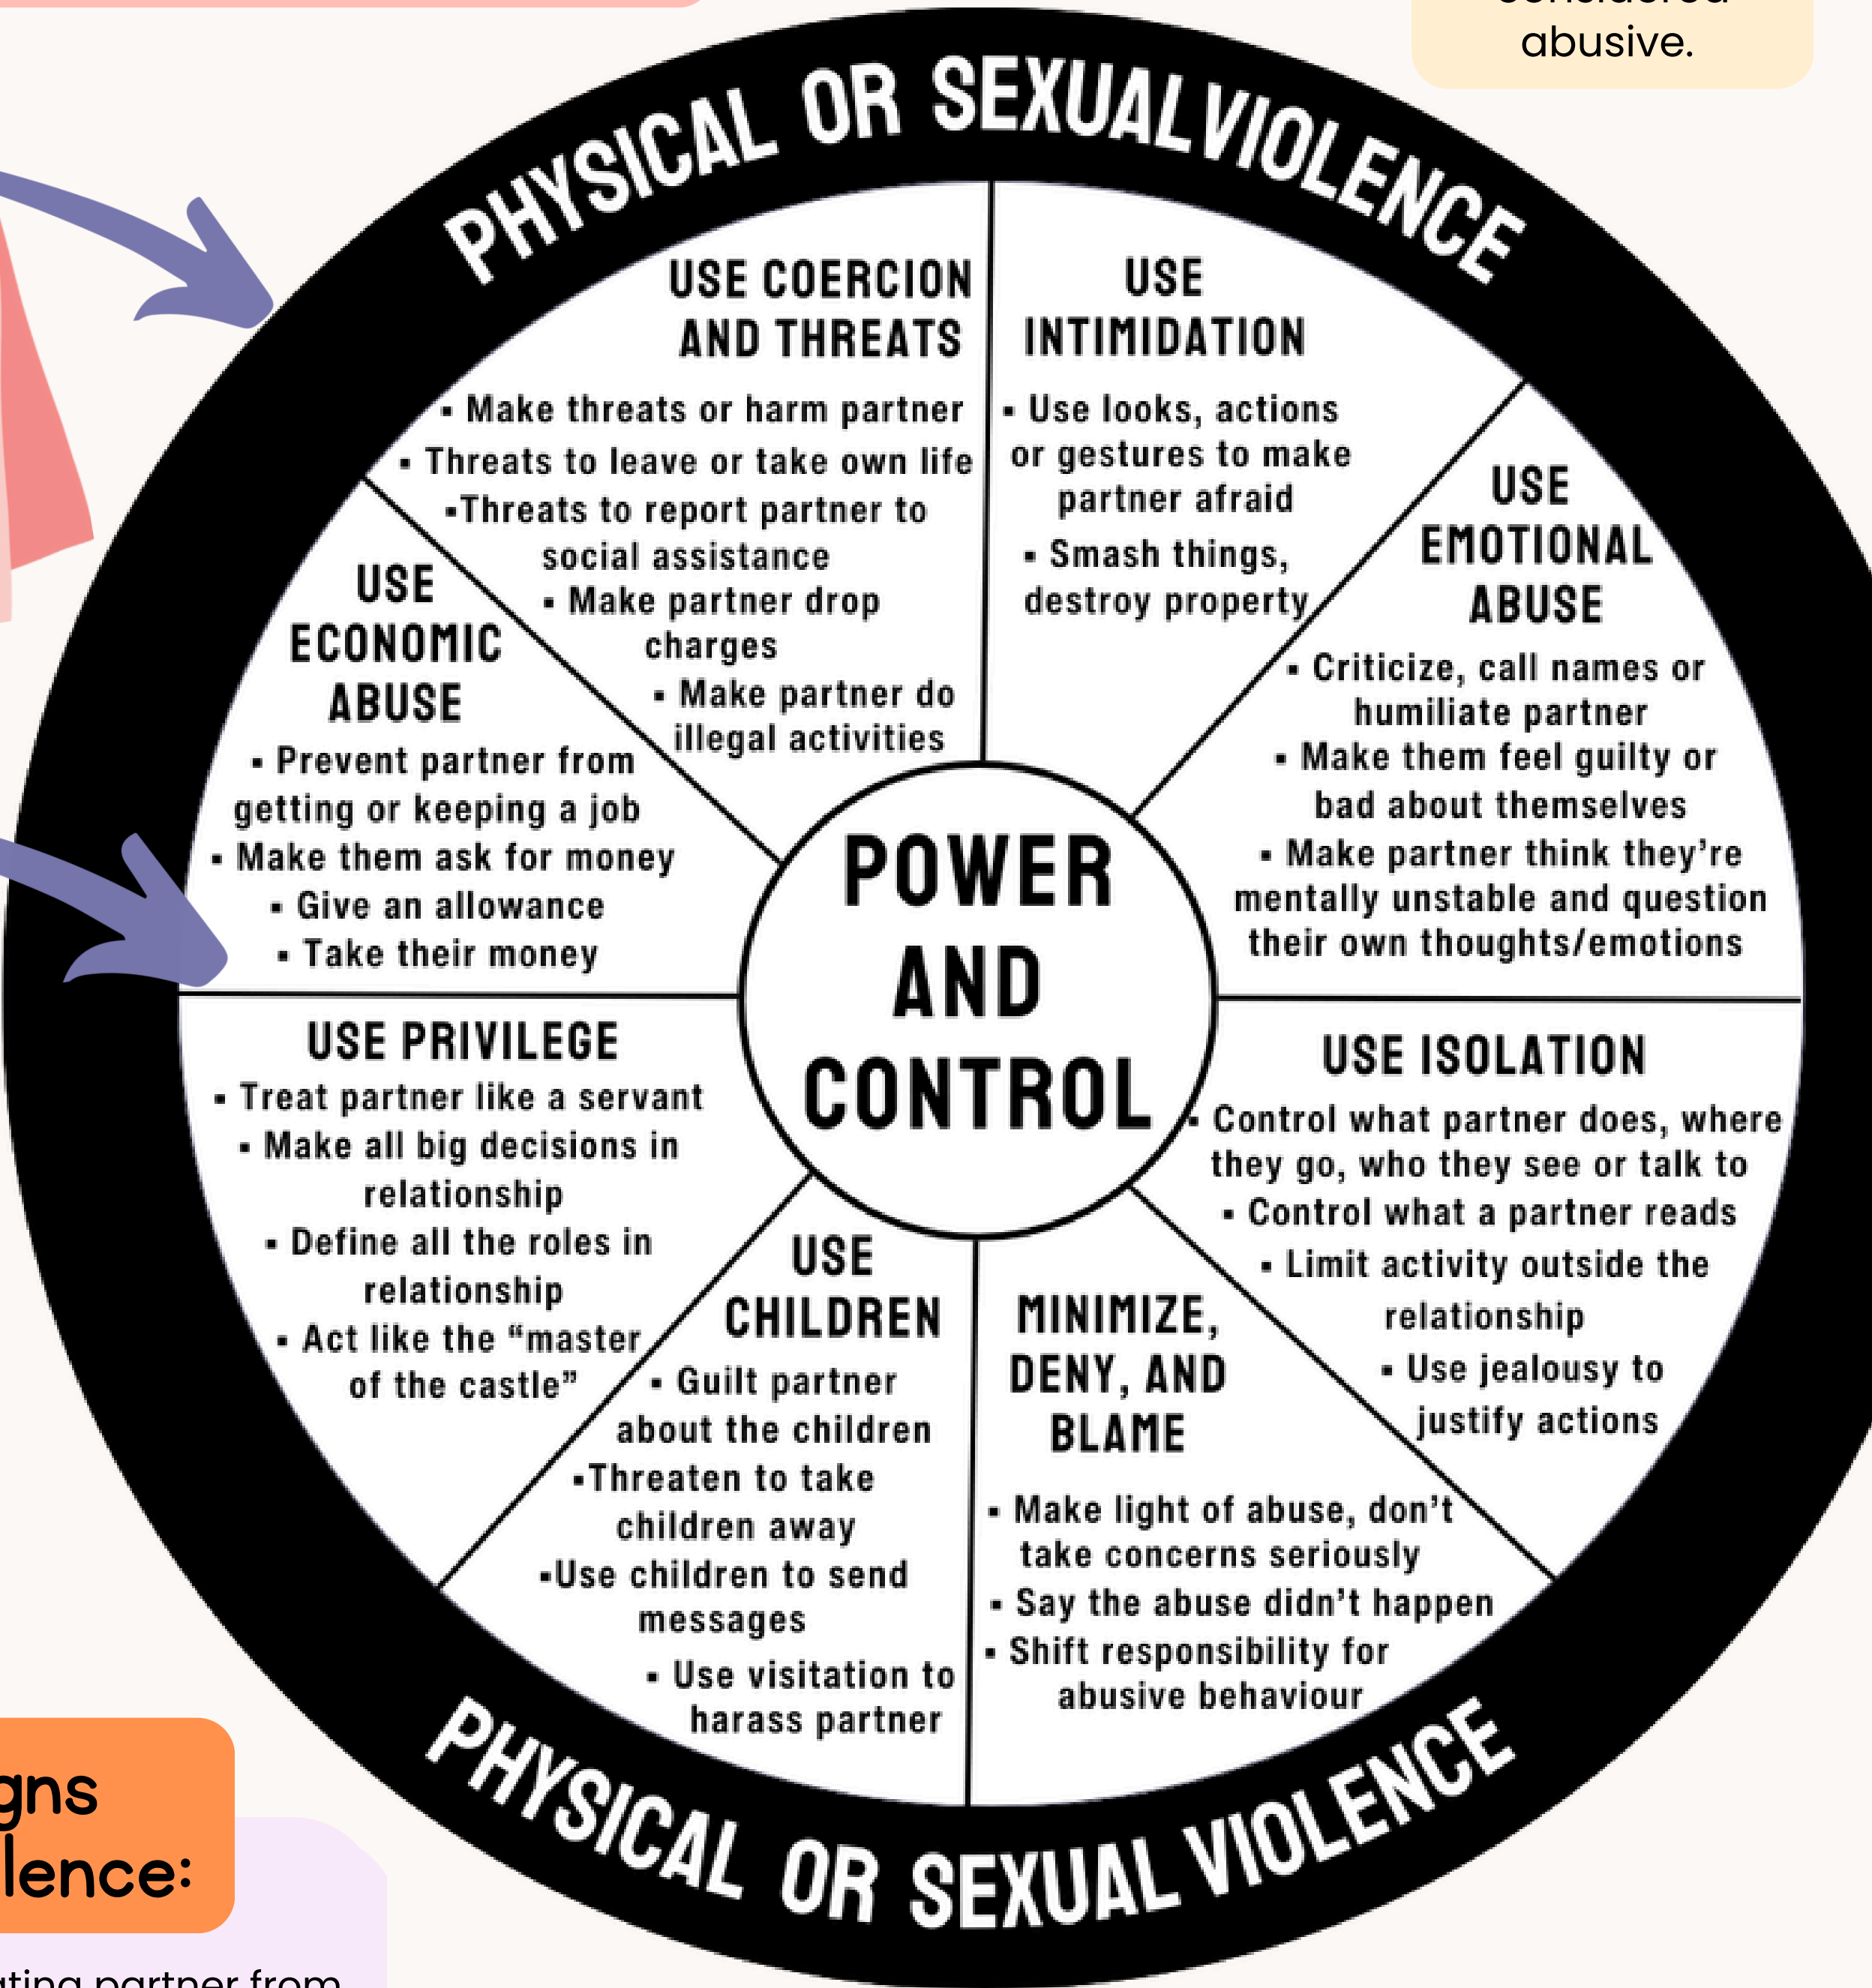 abusive.
PHYSICAL OR SEXUAL VIOLENCE
USE COERCION
AND THREATS
▪ Make threats or harm partner
▪ Threats to leave or take own life
▪Threats to report partner to
social assistance
▪ Make partner drop
charges
▪ Make partner do
illegal activities
USE
INTIMIDATION
▪ Use looks, actions
or gestures to make
partner afraid
▪ Smash things,
destroy property
USE
EMOTIONAL
ABUSE
▪ Criticize, call names or
humiliate partner
▪ Make them feel guilty or
bad about themselves
▪ Make partner think they’re
mentally unstable and question
their own thoughts/emotions
USE ISOLATION
▪ Control what partner does, where
they go, who they see or talk to
▪ Control what a partner reads
▪ Limit activity outside the
relationship
▪ Use jealousy to
justify actions
MINIMIZE,
DENY, AND
BLAME
▪ Make light of abuse, don’t
take concerns seriously
▪ Say the abuse didn’t happen
▪ Shift responsibility for
abusive behaviour
USE
CHILDREN
▪ Guilt partner
about the children
▪Threaten to take
children away
▪Use children to send
messages
▪ Use visitation to
harass partner
USE PRIVILEGE
▪ Treat partner like a servant
▪ Make all big decisions in
relationship
▪ Define all the roles in
relationship
▪ Act like the “master
of the castle”
USE
ECONOMIC
ABUSE
▪ Prevent partner from
getting or keeping a job
▪ Make them ask for money
▪ Give an allowance
▪ Take their money
POWER
AND
CONTROL
PHYSICAL OR SEXUAL VIOLENCE
gns
lence:
ating partner from